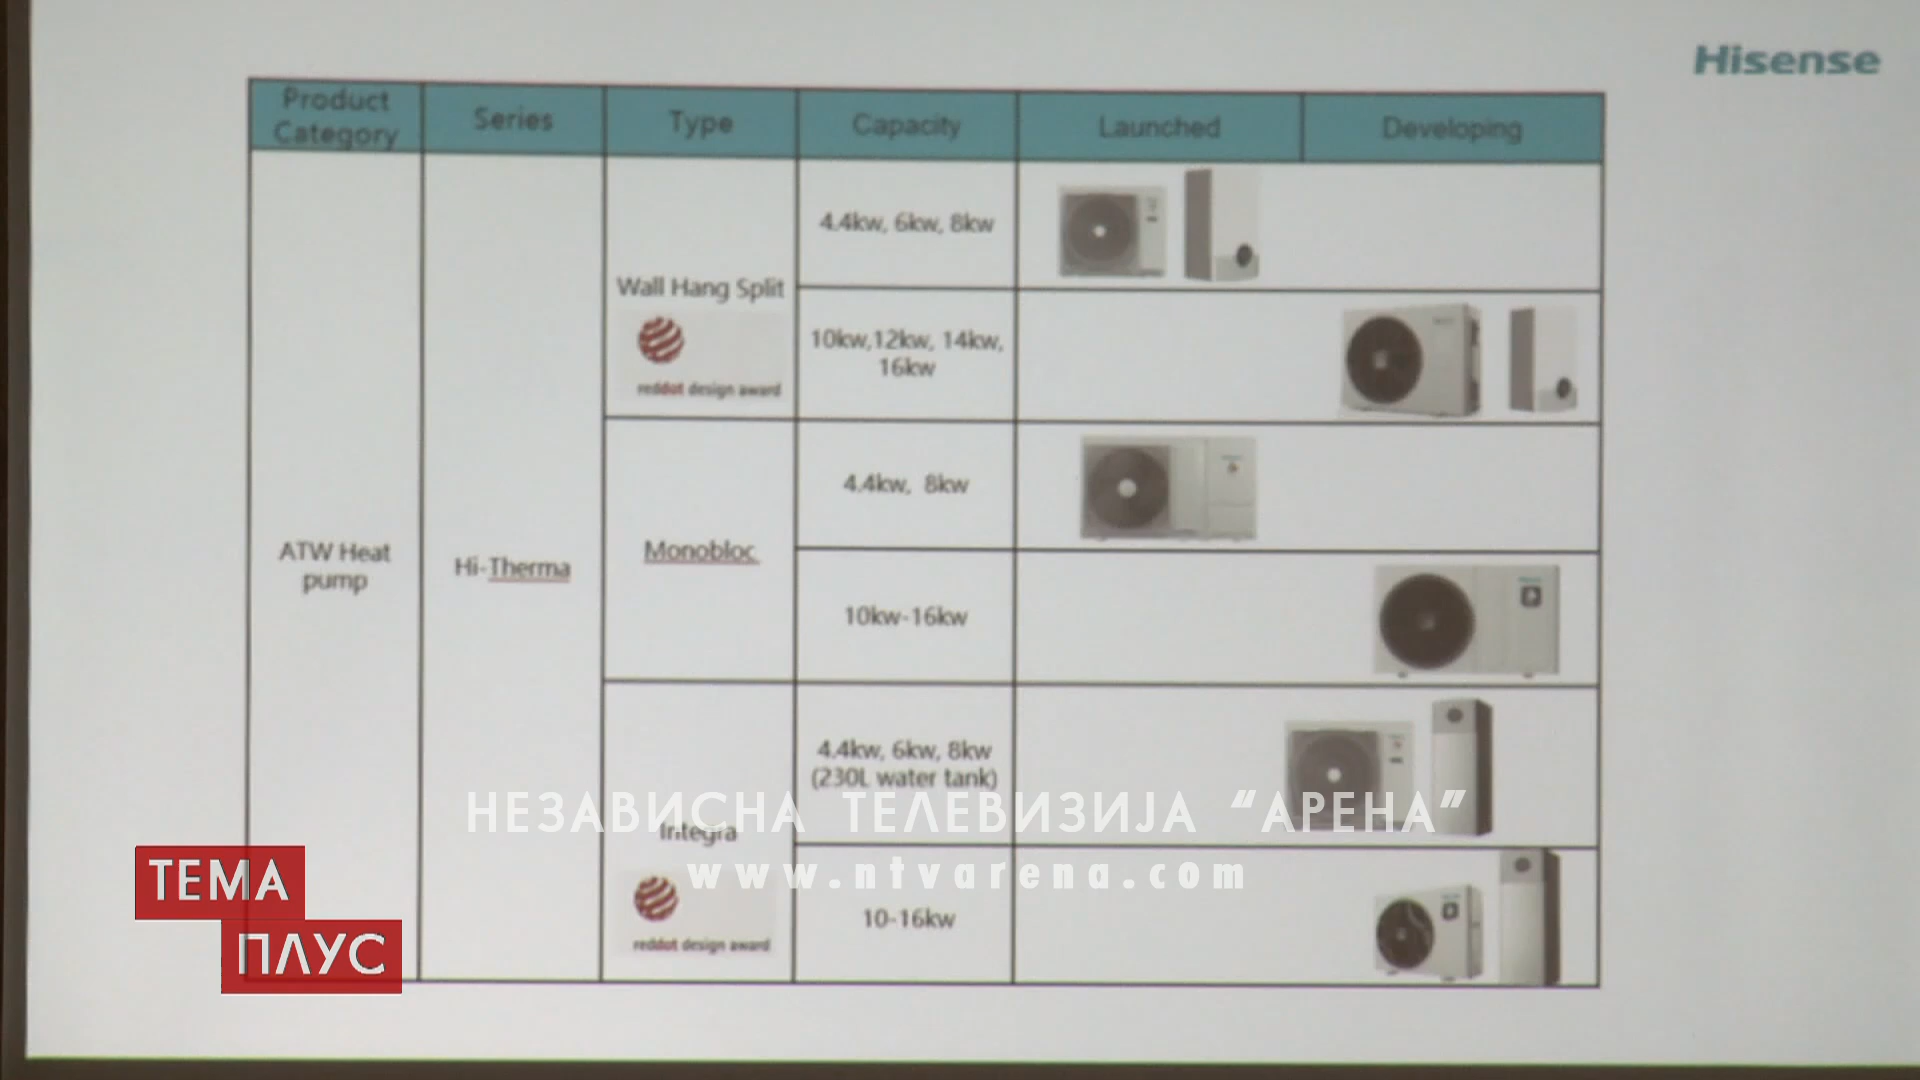 Hisense
Product
Category
Series
Type
Capacity
Launched
Developing
4.4kw, 6kw, 8kw
Wall Hang Split
reddot design award
10kw,12kw, 14kw,
16kw
4.4kw, 8kw
ATW Heat
pump
Hi-Therma
Monobloc
10kw-16kw
4.4kw, 6kw, 8kw
(230L water tank)
НЕЗАВИСНА ТЕЛЕВИЗИЈА “АРЕНА”
Integra
www.ntvarena.com
ТЕМА
ПЛУС
reddot design award
10-16kw